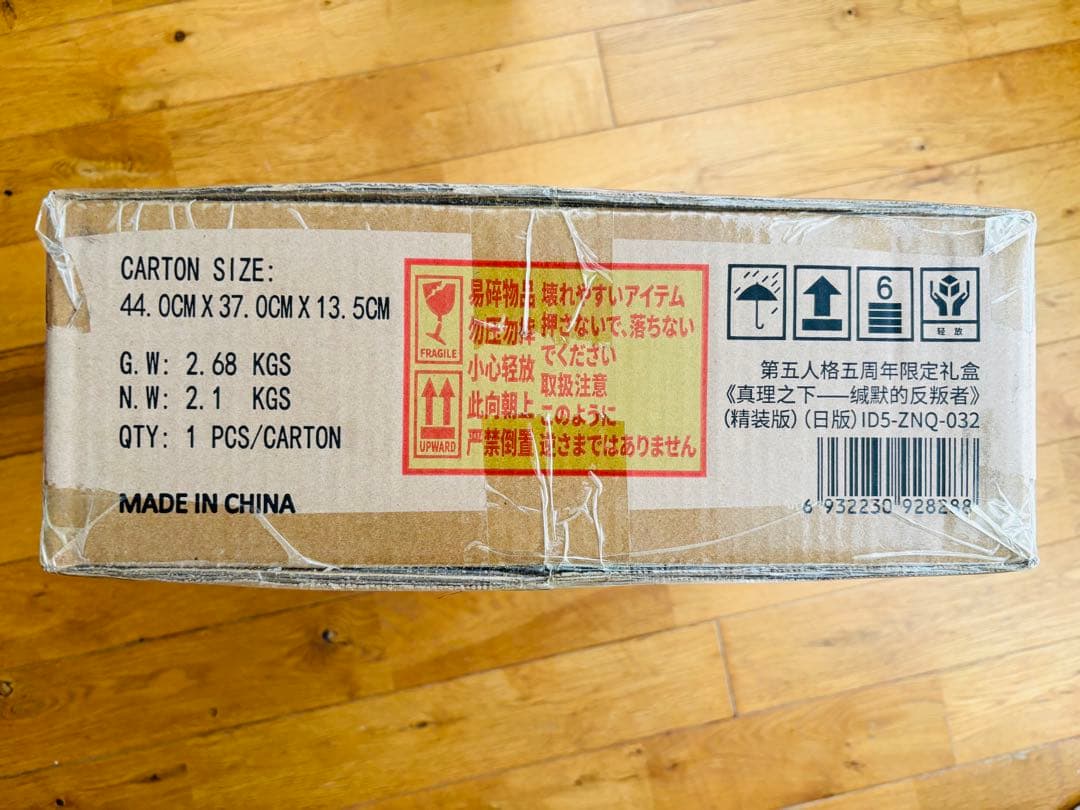 CARTON SIZE:
44.0CM X 37.0CM X 13.5CM
G.W: 2.68 KGS
N.W: 2.1 KGS
QTY: 1 PCS/CARTON
MADE IN CHINA
FRAGILE
UPWARD
易碎物品
勿压勿摔
小心轻放
此向朝上
严禁倒置
壊れやすいアイテム
押さないで、落ちない
でください
取扱注意
このように
逆さまではありません
6
轻放
第五人格五周年限定礼盒
《真理之下——缄默的反叛者》
(精装版)(日版) ID5-ZNQ-032
6 932230 928288